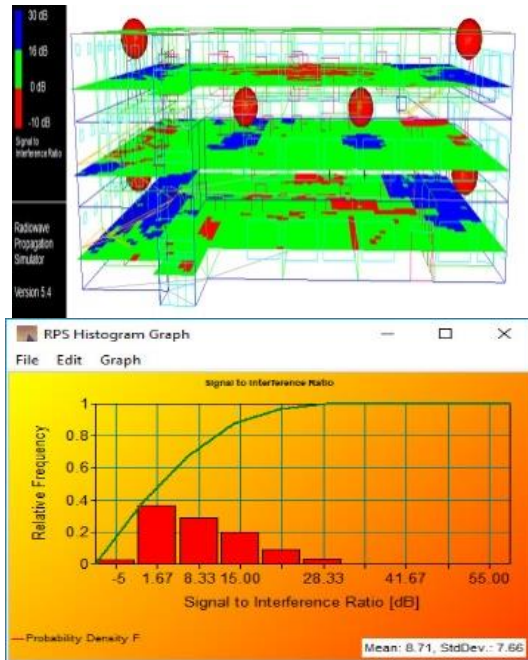 30 dB
16 dB
0 dB
-10 dB
Signal to
Interference Ratio
Radiowave
Propagation
Simulator
Version 5.4
RPS Histogram Graph
File Edit Graph
Signal to Interference Ratio
Relative Frequency
1
0.8
0.6
0.4
0.2
0
-5 1.67 8.33 15.00 28.33 41.67 55.00
Signal to Interference Ratio [dB]
Probability Density F.
Mean: 8.71, StdDev.: 7.66